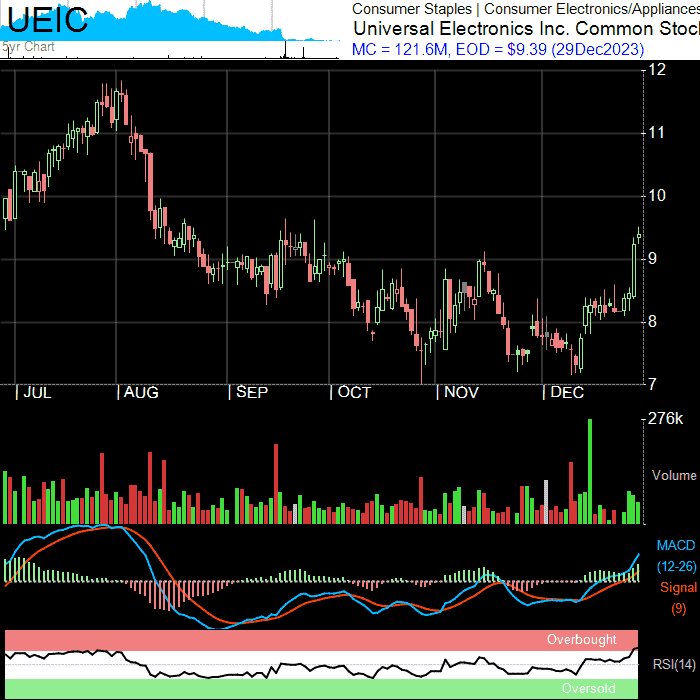 UEIC
5yr Chart
Consumer Staples | Consumer Electronics/Appliances
Universal Electronics Inc. Common Stoc
MC = 121.6M, EOD = $9.39 (29Dec2023)
12
11
10
9
8
7
JUL AUG SEP OCT NOV DEC
276k
Volume
MACD
(12-26)
Signal
(9)
Overbought
RSI(14)
Oversold